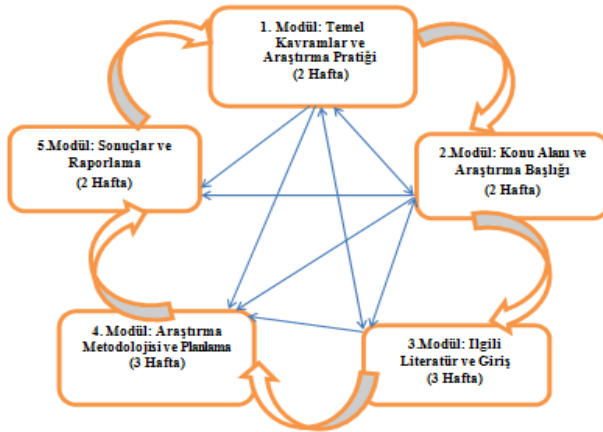 1. Modül: Temel
Kavramlar ve
Araştırma Pratiği
(2 Hafta)
2.Modül: Konu Alanı ve
Araştırma Başlığı
(2 Hafta)
3.Modül: Ilgili
Literatür ve Giriş
(3 Hafta)
4. Modül: Araştırma
Metodolojisi ve Planlama
(3 Hafta)
5.Modül: Sonuçlar ve
Raporlama
(2 Hafta)